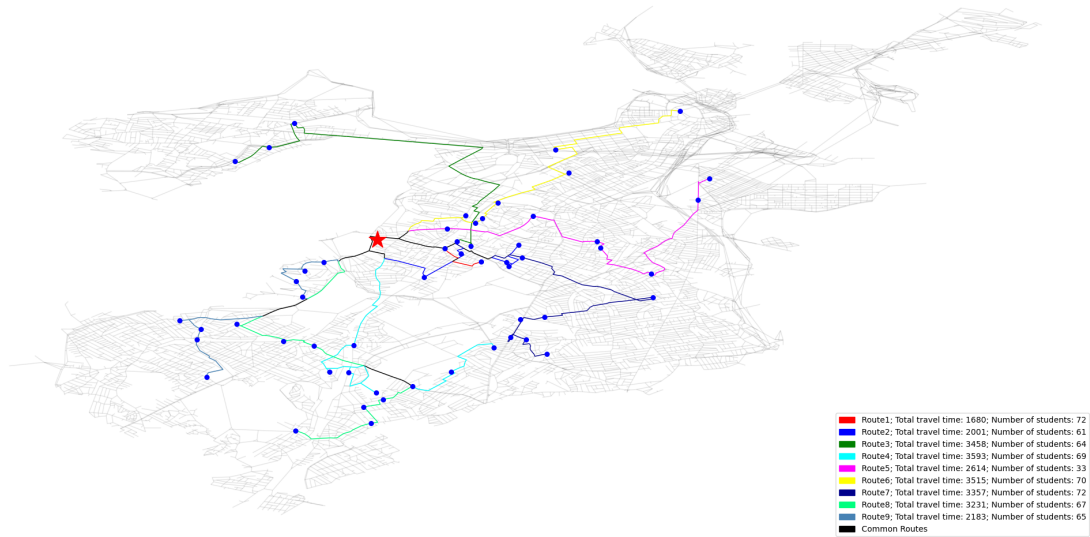 Route1; Total travel time: 1680; Number of students: 72
Route2; Total travel time: 2001; Number of students: 61
Route3; Total travel time: 3458; Number of students: 64
Route4; Total travel time: 3593; Number of students: 69
Route5; Total travel time: 2614; Number of students: 33
Route6; Total travel time: 3515; Number of students: 70
Route7; Total travel time: 3357; Number of students: 72
Route8; Total travel time: 3231; Number of students: 67
Route9; Total travel time: 2183; Number of students: 65
Common Routes